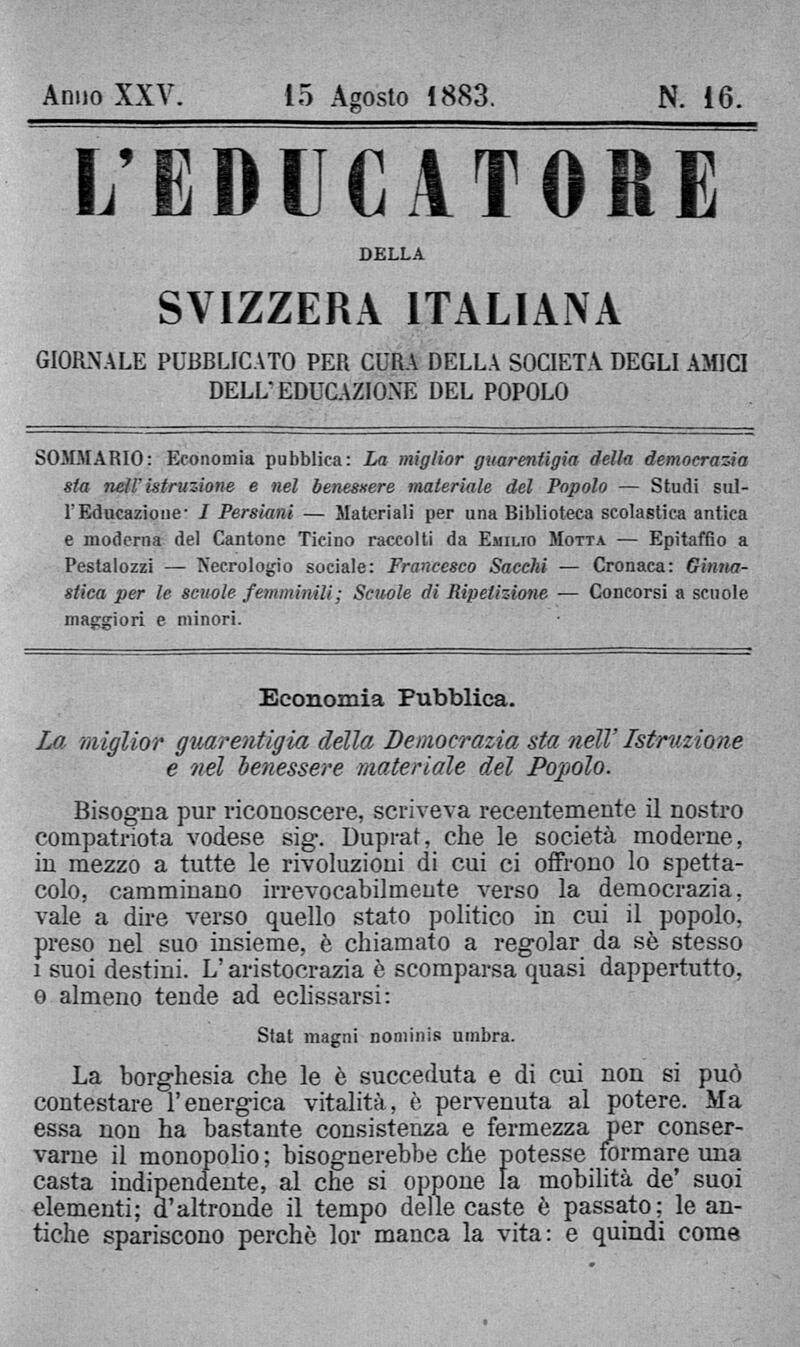 Anno XXV. 15 Agosto 1883. N. 16.
L'EDUCATORE
DELLA
SVIZZERA ITALIANA
GIORNALE PUBBLICATO PER CURA DELLA SOCIETA DEGLI AMICI
DELL'EDUCAZIONE DEL POPOLO
SOMMARIO: Economia pubblica: La miglior guarentigia della democrazia
sta nell'istruzione e nel benessere materiale del Popolo — Studi sul-
l'Educazione· I Persiani — Materiali per una Biblioteca scolastica antica
e moderna del Cantone Ticino raccolti da EMILIO MOTTA — Epitaffio a
Pestalozzi — Necrologio sociale: Francesco Sacchi — Cronaca: Ginna-
stica per le scuole femminili; Scuole di Ripetizione — Concorsi a scuole
maggiori e minori.
Economia Pubblica.
La miglior guarentigia della Democrazia sta nell' Istruzione
e nel benessere materiale del Popolo.
Bisogna pur riconoscere, scriveva recentemente il nostro
compatriota vodese sig. Duprat, che le società moderne,
in mezzo a tutte le rivoluzioni di cui ci offrono lo spetta-
colo, camminano irrevocabilmente verso la democrazia,
vale a dire verso quello stato politico in cui il popolo,
preso nel suo insieme, è chiamato a regolar da sè stesso
i suoi destini. L'aristocrazia è scomparsa quasi dappertutto,
o almeno tende ad eclissarsi:
Stat magni nominis umbra.
La borghesia che le è succeduta e di cui non si può
contestare l'energica vitalità, è pervenuta al potere. Ma
essa non ha bastante consistenza e fermezza per conser-
varne il monopolio; bisognerebbe che potesse formare una
casta indipendente, al che si oppone la mobilità de' suoi
elementi; d'altronde il tempo delle caste è passato; le an-
tiche spariscono perchè lor manca la vita: e quindi come